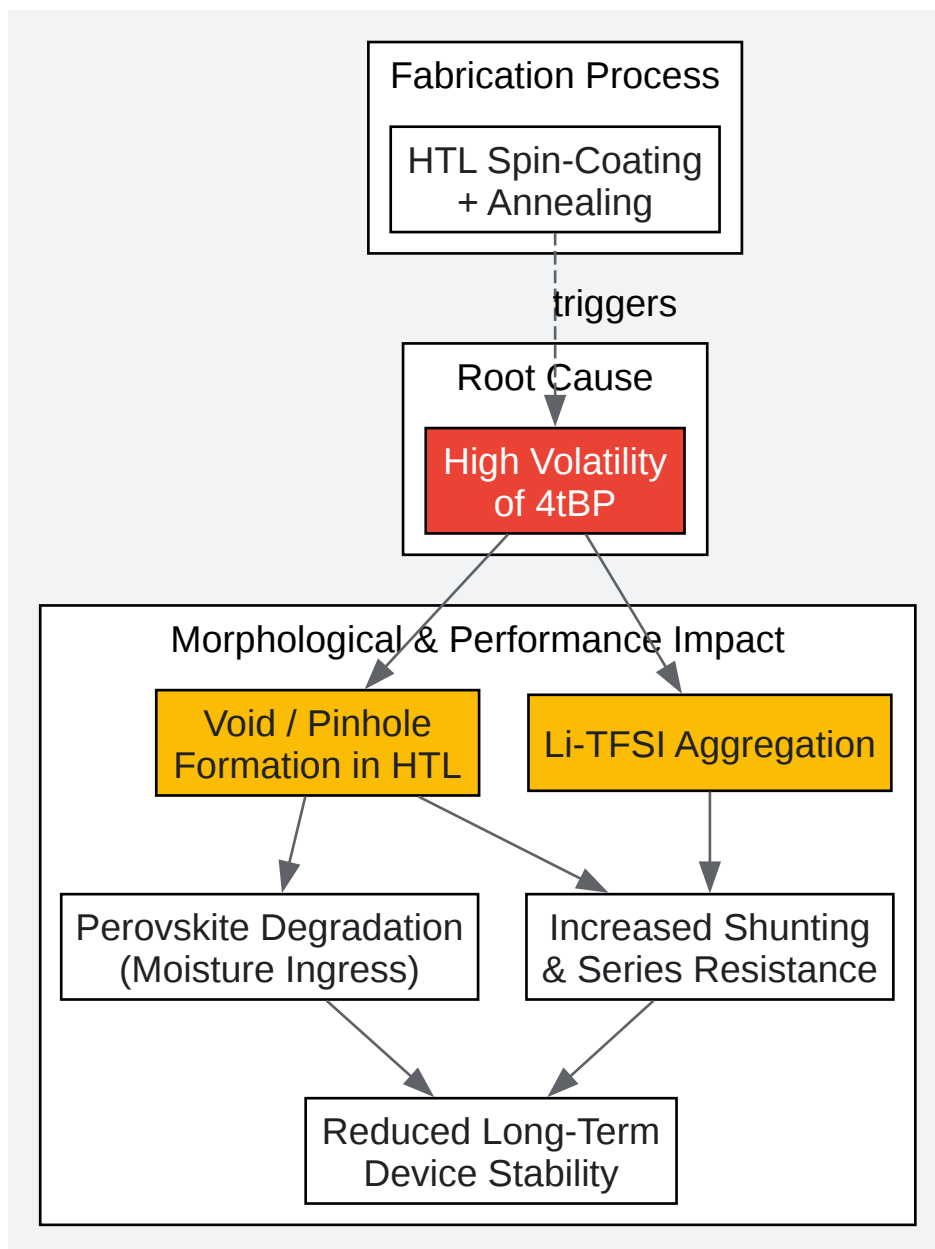 Fabrication Process
HTL Spin-Coating
+ Annealing
triggers
Root Cause
High Volatility
of 4tBP
Morphological & Performance Impact
Void / Pinhole
Formation in HTL
Li-TFSI Aggregation
Perovskite Degradation
(Moisture Ingress)
Increased Shunting
& Series Resistance
Reduced Long-Term
Device Stability